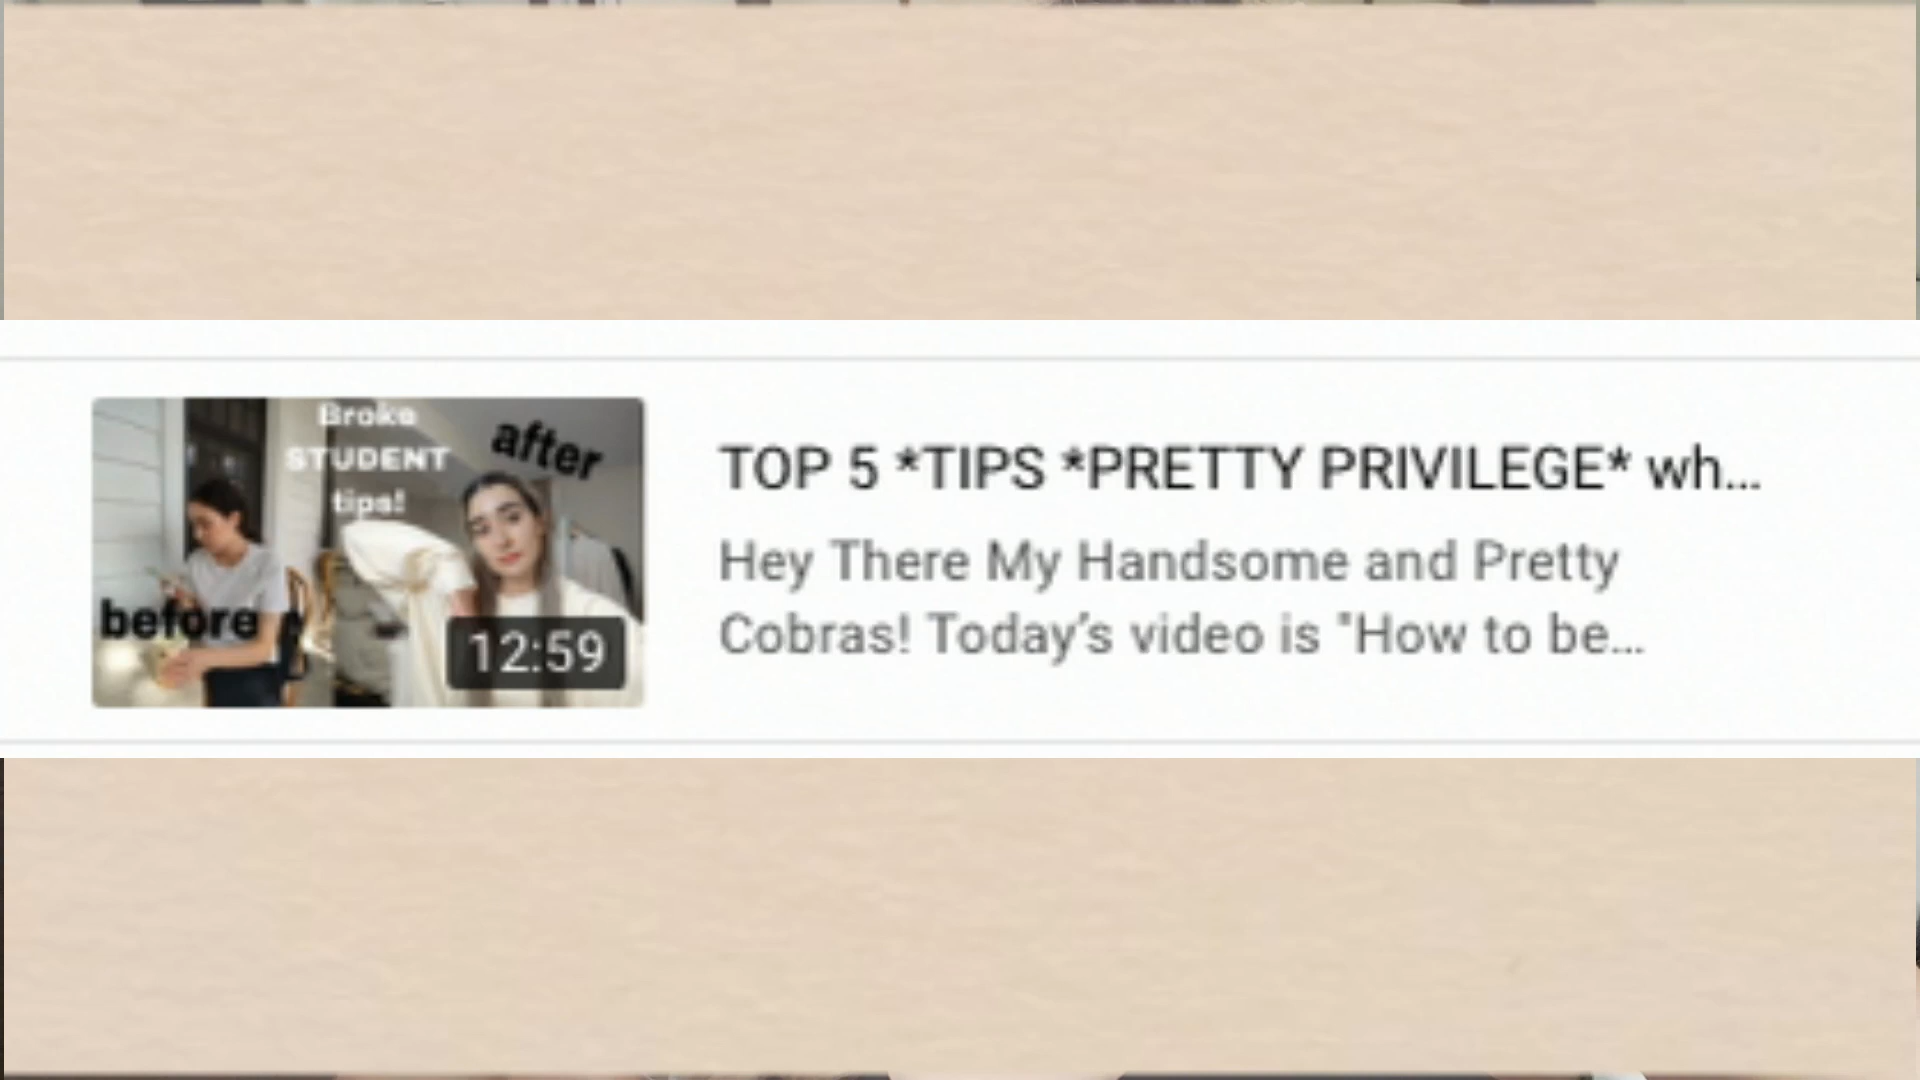 Broke
STUDENT
tips!
after
before
12:59
TOP 5 *TIPS *PRETTY PRIVILEGE* wh...
Hey There My Handsome and Pretty
Cobras! Today's video is "How to be...